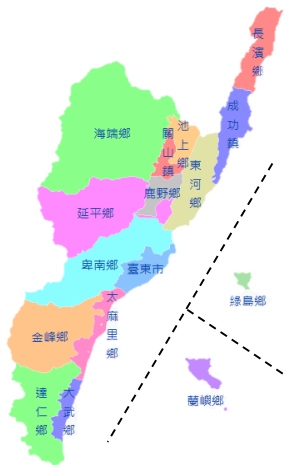 長濱鄉
成功鎮
池上鄉
關山鎮
海端鄉
東河鄉
鹿野鄉
延平鄉
卑南鄉
臺東市
綠島鄉
太麻里鄉
金峰鄉
蘭嶼鄉
達仁鄉
大武鄉